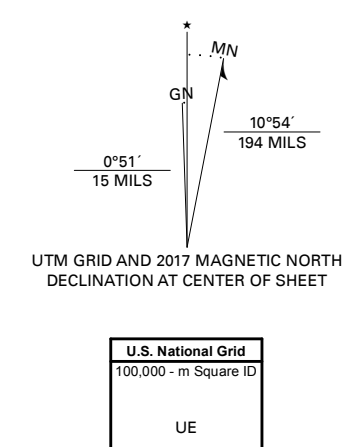 ★
MN
GN
10°54´
194 MILS
0°51´
15 MILS
UTM GRID AND 2017 MAGNETIC NORTH
DECLINATION AT CENTER OF SHEET
U.S. National Grid
100,000 - m Square ID
UE